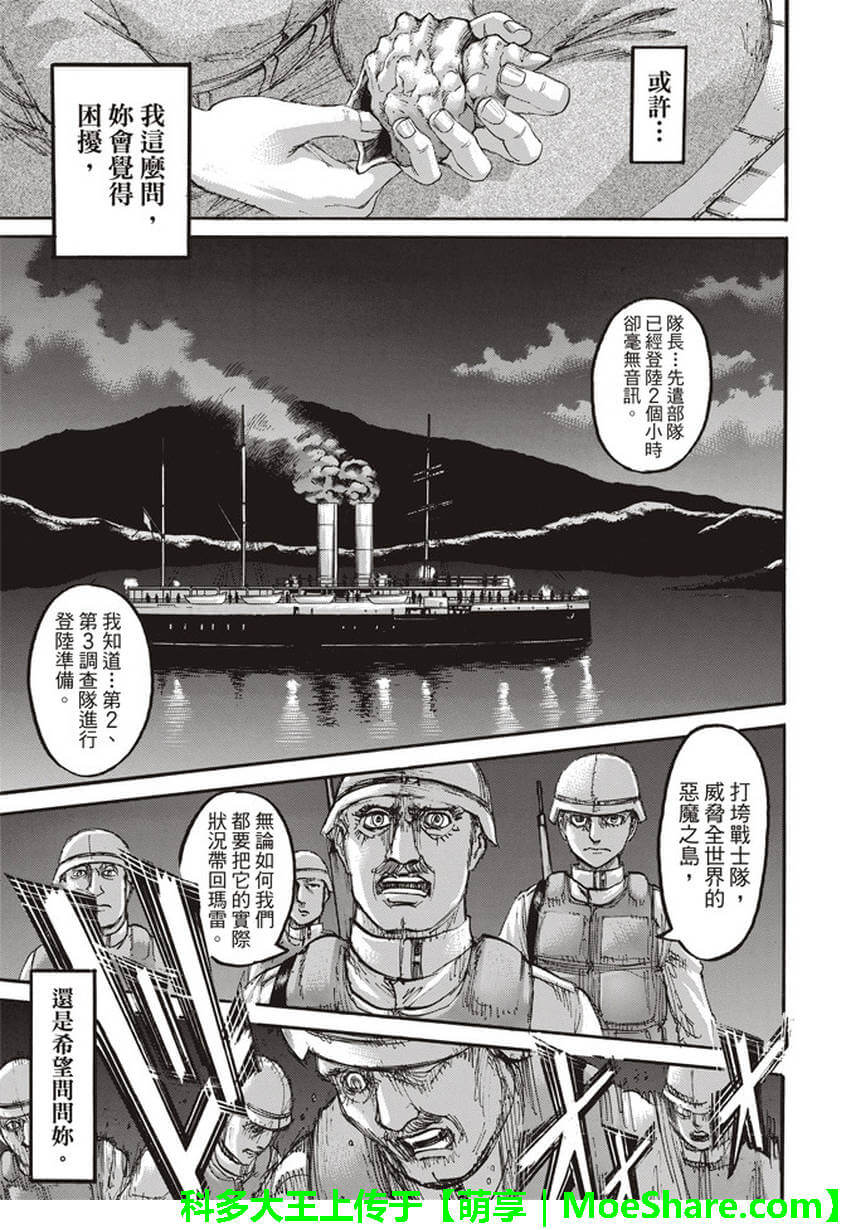 或許…
我這麼問，
妳會覺得
困擾，
隊長…先遣部隊
已經登陸2個小時
卻毫無音訊。
我知道…第2、
第3調查隊進行
登陸準備。
打垮戰士隊，
威脅全世界的
惡魔之島，
無論如何我們
都要把它的實際
狀況帶回瑪雷。
還是希望問問妳。
科多大王上传于【萌享｜MoeShare.com】